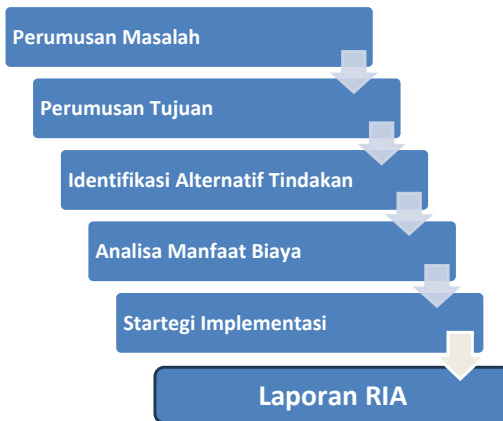 Perumusan Masalah
Perumusan Tujuan
Identifikasi Alternatif Tindakan
Analisa Manfaat Biaya
Startegi Implementasi
Laporan RIA